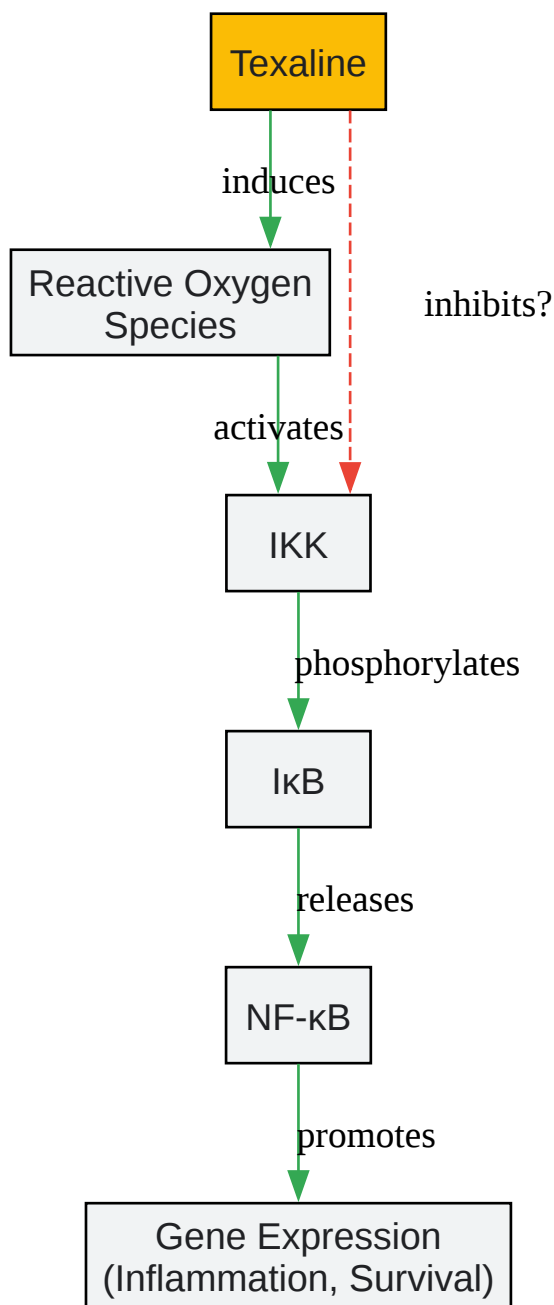 Texaline
induces
Reactive Oxygen
Species
inhibits?
activates
IKK
phosphorylates
IκB
releases
NF-κB
promotes
Gene Expression
(Inflammation, Survival)